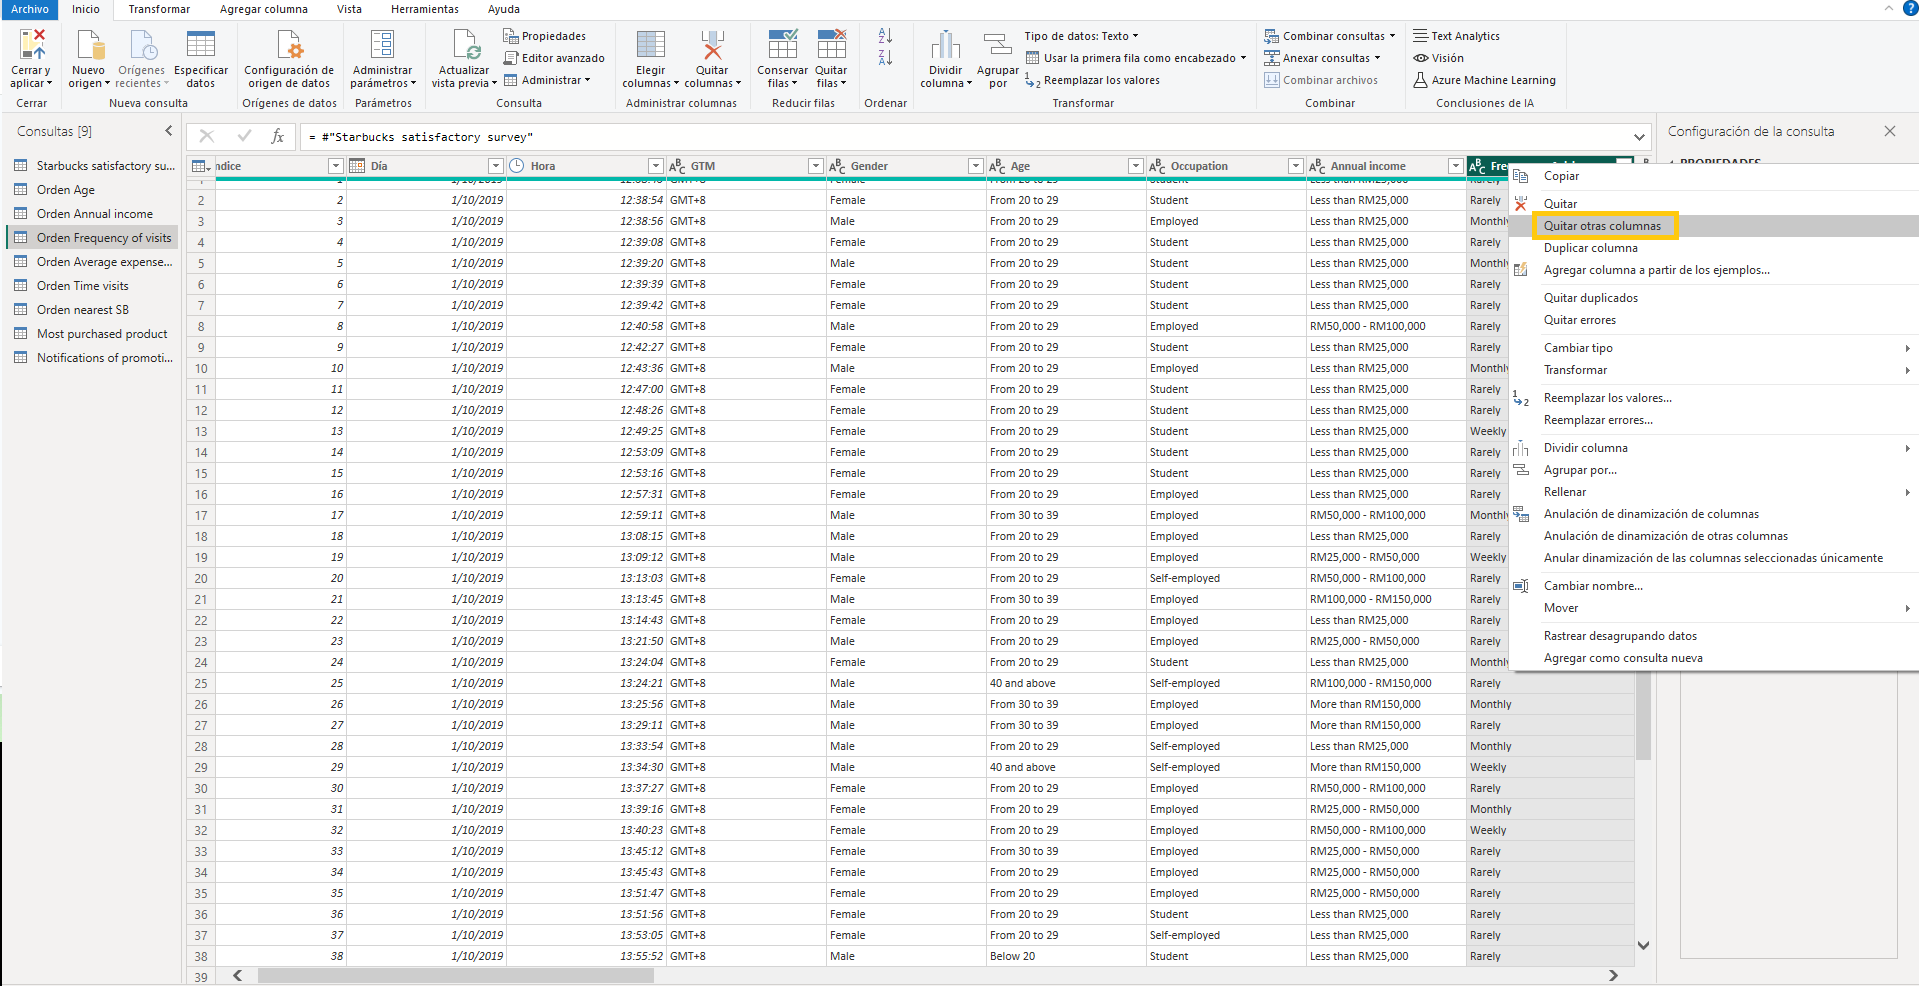 Archivo Inicio Transformar Agregar columna Vista Herramientas Ayuda
Cerrar y aplicar
Cerrar
Nuevo origen
Orígenes recientes
Especificar datos
Nueva consulta
Configuración de origen de datos
Orígenes de datos
Administrar parámetros
Parámetros
Actualizar vista previa
Propiedades
Editor avanzado
Administrar
Consulta
Elegir columnas
Quitar columnas
Administrar columnas
Conservar filas
Quitar filas
Reducir filas
Ordenar
Dividir columna
Agrupar por
Tipo de datos: Texto
Usar la primera fila como encabezado
Reemplazar los valores
Transformar
Combinar consultas
Anexar consultas
Combinar archivos
Combinar
Text Analytics
Visión
Azure Machine Learning
Conclusiones de IA
Consultas [9]
Starbucks satisfactory su...
Orden Age
Orden Annual income
Orden Frequency of visits
Orden Average expense...
Orden Time visits
Orden nearest SB
Most purchased product
Notifications of promoti...
fx = #"Starbucks satisfactory survey"
Configuración de la consulta
Día Hora GTM Gender Age Occupation Annual income
2 2 1/10/2019 12:38:54 GMT+8 Female From 20 to 29 Student Less than RM25,000 Rarely
3 3 1/10/2019 12:38:56 GMT+8 Male From 20 to 29 Employed Less than RM25,000 Monthly
4 4 1/10/2019 12:39:08 GMT+8 Female From 20 to 29 Student Less than RM25,000 Rarely
5 5 1/10/2019 12:39:20 GMT+8 Male From 20 to 29 Student Less than RM25,000 Monthly
6 6 1/10/2019 12:39:39 GMT+8 Female From 20 to 29 Student Less than RM25,000 Rarely
7 7 1/10/2019 12:39:42 GMT+8 Female From 20 to 29 Student Less than RM25,000 Rarely
8 8 1/10/2019 12:40:58 GMT+8 Male From 20 to 29 Employed RM50,000 - RM100,000 Rarely
9 9 1/10/2019 12:42:27 GMT+8 Female From 20 to 29 Student Less than RM25,000 Rarely
10 10 1/10/2019 12:43:36 GMT+8 Male From 20 to 29 Employed Less than RM25,000 Monthly
11 11 1/10/2019 12:47:00 GMT+8 Female From 20 to 29 Student Less than RM25,000 Rarely
12 12 1/10/2019 12:48:26 GMT+8 Female From 20 to 29 Student Less than RM25,000 Rarely
13 13 1/10/2019 12:49:25 GMT+8 Female From 20 to 29 Student Less than RM25,000 Weekly
14 14 1/10/2019 12:53:09 GMT+8 Female From 20 to 29 Student Less than RM25,000 Rarely
15 15 1/10/2019 12:53:16 GMT+8 Female From 20 to 29 Student Less than RM25,000 Rarely
16 16 1/10/2019 12:57:31 GMT+8 Female From 20 to 29 Employed Less than RM25,000 Rarely
17 17 1/10/2019 12:59:11 GMT+8 Male From 30 to 39 Employed RM50,000 - RM100,000 Monthly
18 18 1/10/2019 13:08:15 GMT+8 Male From 20 to 29 Employed Less than RM25,000 Rarely
19 19 1/10/2019 13:09:12 GMT+8 Male From 20 to 29 Employed RM25,000 - RM50,000 Weekly
20 20 1/10/2019 13:13:03 GMT+8 Female From 20 to 29 Self-employed RM50,000 - RM100,000 Rarely
21 21 1/10/2019 13:13:45 GMT+8 Male From 30 to 39 Employed RM100,000 - RM150,000 Rarely
22 22 1/10/2019 13:14:43 GMT+8 Female From 20 to 29 Employed Less than RM25,000 Rarely
23 23 1/10/2019 13:21:50 GMT+8 Male From 20 to 29 Employed RM25,000 - RM50,000 Rarely
24 24 1/10/2019 13:24:04 GMT+8 Female From 20 to 29 Student Less than RM25,000 Monthly
25 25 1/10/2019 13:24:21 GMT+8 Male 40 and above Self-employed RM100,000 - RM150,000 Rarely
26 26 1/10/2019 13:25:56 GMT+8 Male From 30 to 39 Employed More than RM150,000 Monthly
27 27 1/10/2019 13:29:11 GMT+8 Male From 30 to 39 Employed More than RM150,000 Rarely
28 28 1/10/2019 13:33:54 GMT+8 Male From 20 to 29 Self-employed Less than RM25,000 Monthly
29 29 1/10/2019 13:34:30 GMT+8 Male 40 and above Self-employed More than RM150,000 Weekly
30 30 1/10/2019 13:37:27 GMT+8 Female From 20 to 29 Employed RM50,000 - RM100,000 Rarely
31 31 1/10/2019 13:39:16 GMT+8 Female From 20 to 29 Employed RM25,000 - RM50,000 Monthly
32 32 1/10/2019 13:40:23 GMT+8 Female From 20 to 29 Employed RM50,000 - RM100,000 Weekly
33 33 1/10/2019 13:45:12 GMT+8 Female From 30 to 39 Employed RM25,000 - RM50,000 Rarely
34 34 1/10/2019 13:45:43 GMT+8 Female From 20 to 29 Employed RM25,000 - RM50,000 Rarely
35 35 1/10/2019 13:51:47 GMT+8 Female From 20 to 29 Employed RM25,000 - RM50,000 Rarely
36 36 1/10/2019 13:51:56 GMT+8 Female From 20 to 29 Student Less than RM25,000 Rarely
37 37 1/10/2019 13:53:05 GMT+8 Female From 20 to 29 Self-employed Less than RM25,000 Rarely
38 38 1/10/2019 13:55:52 GMT+8 Male Below 20 Student Less than RM25,000 Rarely
39
Copiar
Quitar
Quitar otras columnas
Duplicar columna
Agregar columna a partir de los ejemplos...
Quitar duplicados
Quitar errores
Cambiar tipo
Transformar
Reemplazar los valores...
Reemplazar errores...
Dividir columna
Agrupar por...
Rellenar
Anulación de dinamización de columnas
Anulación de dinamización de otras columnas
Anular dinamización de las columnas seleccionadas únicamente
Cambiar nombre...
Mover
Rastrear desagrupando datos
Agregar como consulta nueva